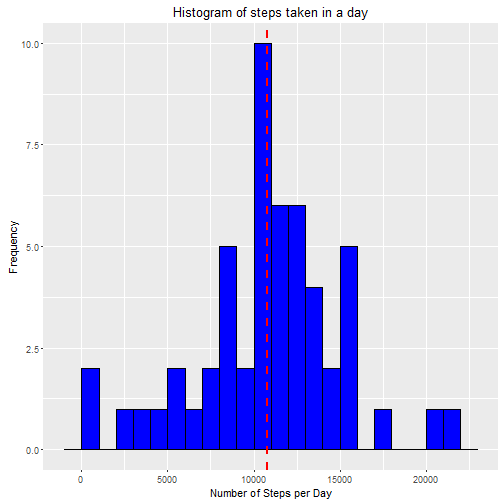 Histogram of steps taken in a day
10.0
7.5
5.0
2.5
0.0
Frequency
0 5000 10000 15000 20000
Number of Steps per Day